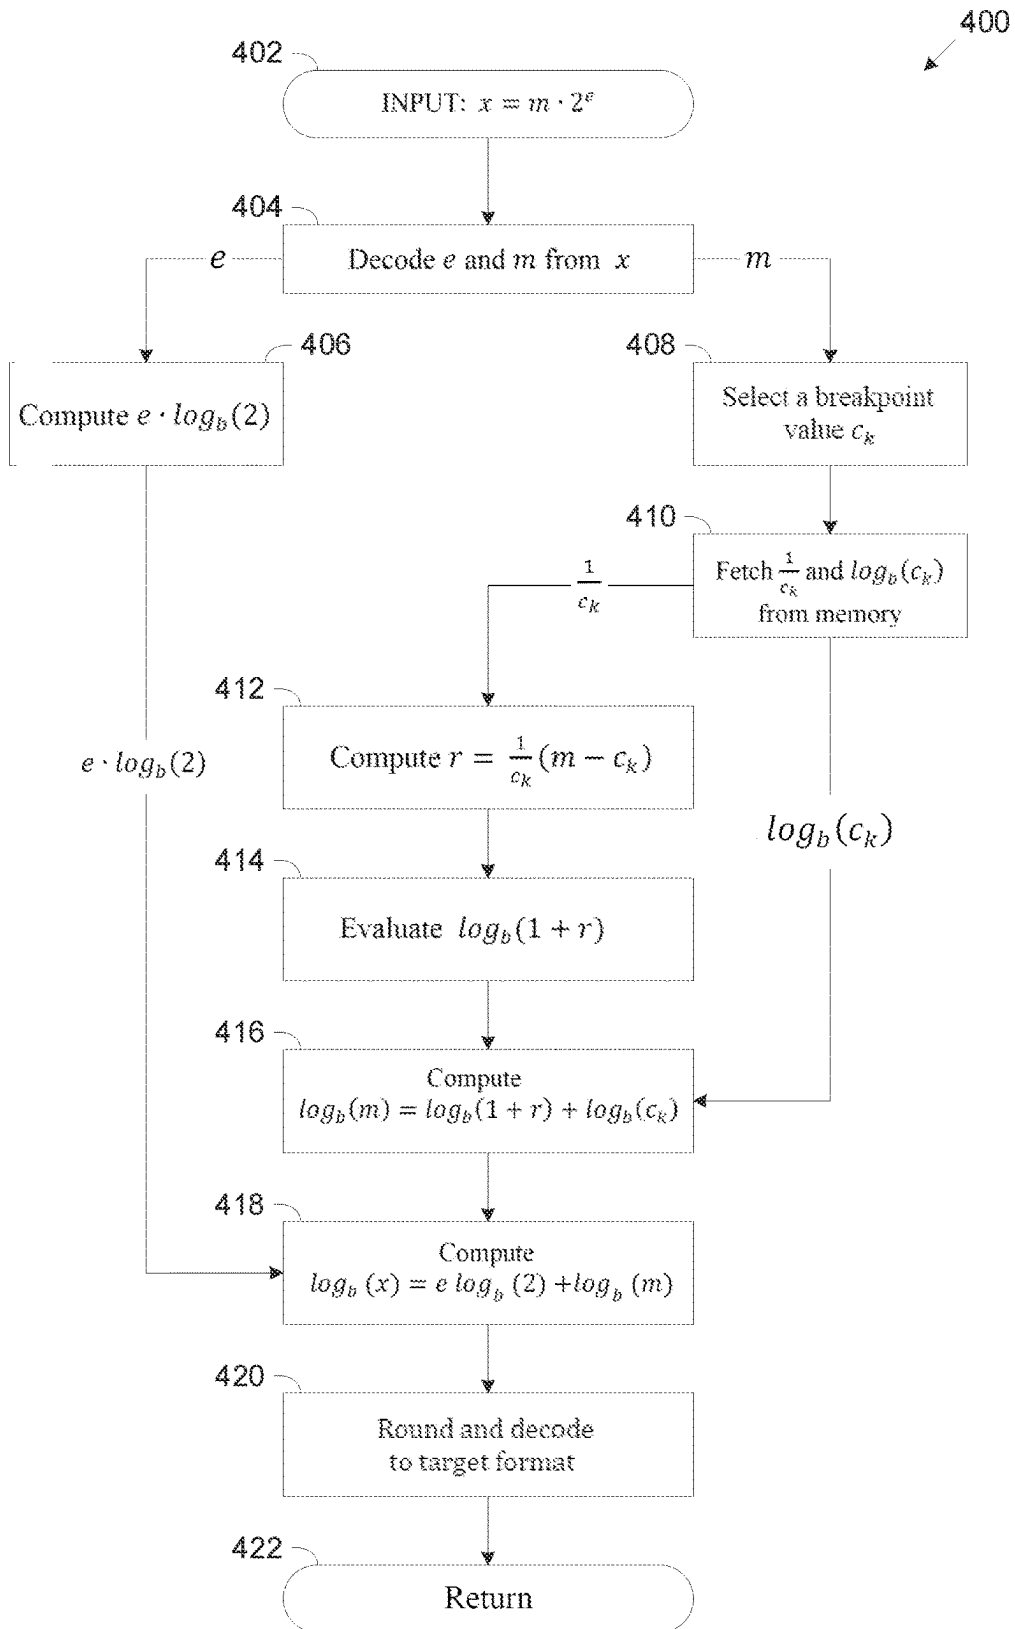 400
402
INPUT: x = m · 2^e
404
Decode e and m from x
e
m
406
Compute e · log_b(2)
408
Select a breakpoint
value c_k
410
Fetch 1/c_k and log_b(c_k)
from memory
1/c_k
412
Compute r = 1/c_k (m − c_k)
e · log_b(2)
log_b(c_k)
414
Evaluate log_b(1 + r)
416
Compute
log_b(m) = log_b(1 + r) + log_b(c_k)
418
Compute
log_b (x) = e log_b (2) +log_b (m)
420
Round and decode
to target format
422
Return